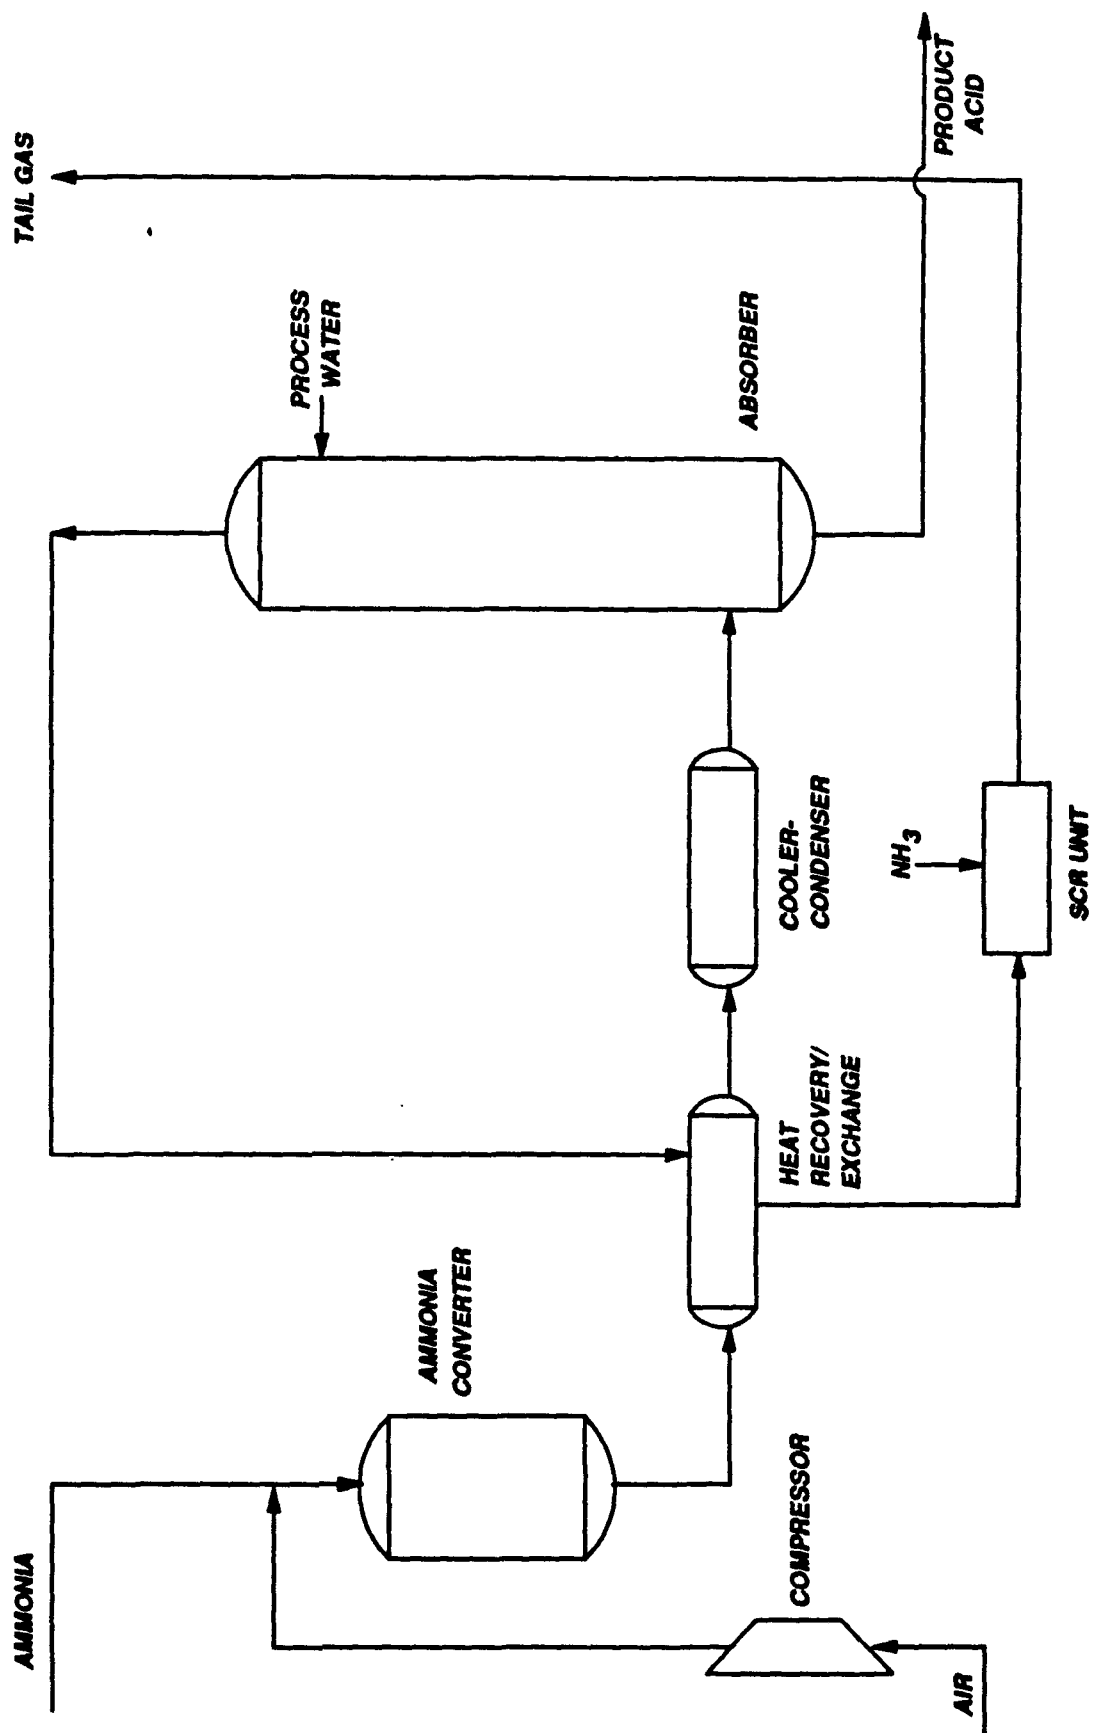 TAIL GAS
PROCESS
WATER
ABSORBER
PRODUCT
ACID
COOLER-
CONDENSER
NH3
SCR UNIT
HEAT
RECOVERY/
EXCHANGE
AMMONIA
CONVERTER
AMMONIA
COMPRESSOR
AIR